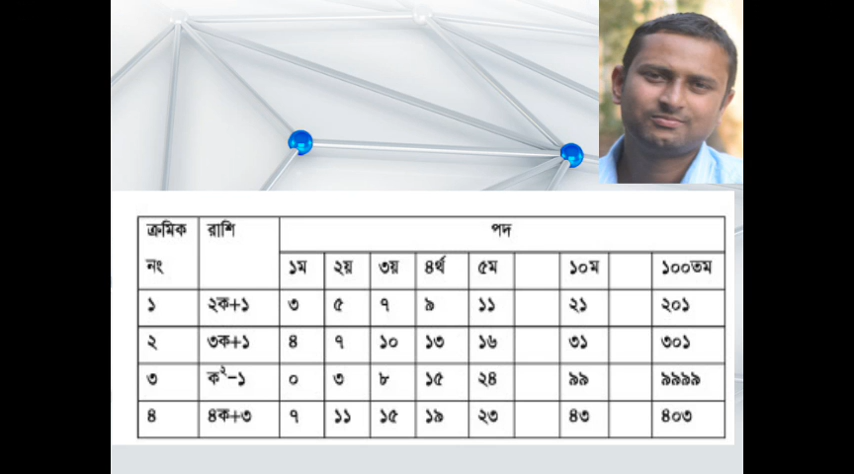 ক্রমিক নং রাশি পদ
১ম ২য় ৩য় ৪র্থ ৫ম ১০ম ১০০তম
১ ২ক+১ ৩ ৫ ৭ ৯ ১১ ২১ ২০১
২ ৩ক+১ ৪ ৭ ১০ ১৩ ১৬ ৩১ ৩০১
৩ ক²-১ ০ ৩ ৮ ১৫ ২৪ ৯৯ ৯৯৯৯
৪ ৪ক+৩ ৭ ১১ ১৫ ১৯ ২৩ ৪৩ ৪০৩